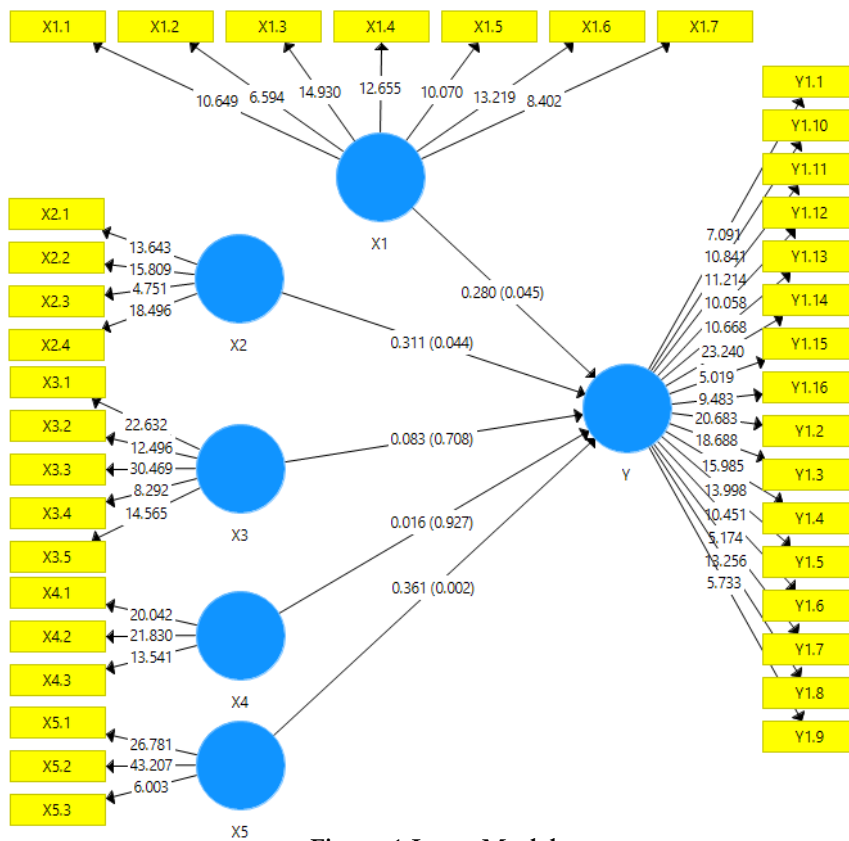 X1.1
X1.2
X1.3
X1.4
X1.5
X1.6
X1.7
10.649
6.594
14.930
12.655
10.070
13.219
8.402
X1
X2.1
X2.2
X2.3
X2.4
13.643
15.809
4.751
18.496
X2
X3.1
X3.2
X3.3
X3.4
X3.5
22.632
12.496
30.469
8.292
14.565
X3
X4.1
X4.2
X4.3
20.042
21.830
13.541
X4
X5.1
X5.2
X5.3
26.781
43.207
6.003
X5
0.280 (0.045)
0.311 (0.044)
0.083 (0.708)
0.016 (0.927)
0.361 (0.002)
Y
7.091
10.841
11.214
10.058
10.668
23.240
5.019
9.483
20.683
18.688
15.985
13.998
10.451
5.174
13.256
5.733
Y1.1
Y1.10
Y1.11
Y1.12
Y1.13
Y1.14
Y1.15
Y1.16
Y1.2
Y1.3
Y1.4
Y1.5
Y1.6
Y1.7
Y1.8
Y1.9